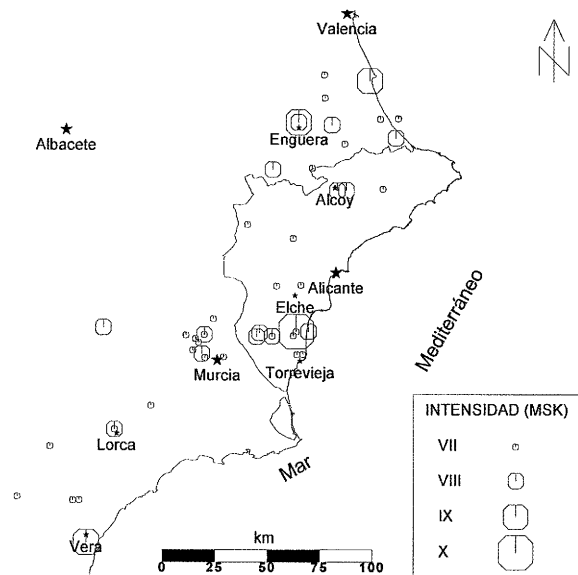 Valencia
N
Albacete
Enguera
Alcoy
Alicante
Elche
Mediterráneo
Murcia
Torrevieja
Lorca
Mar
Vera
INTENSIDAD (MSK)
VII
VIII
IX
X
km
0 25 50 75 100